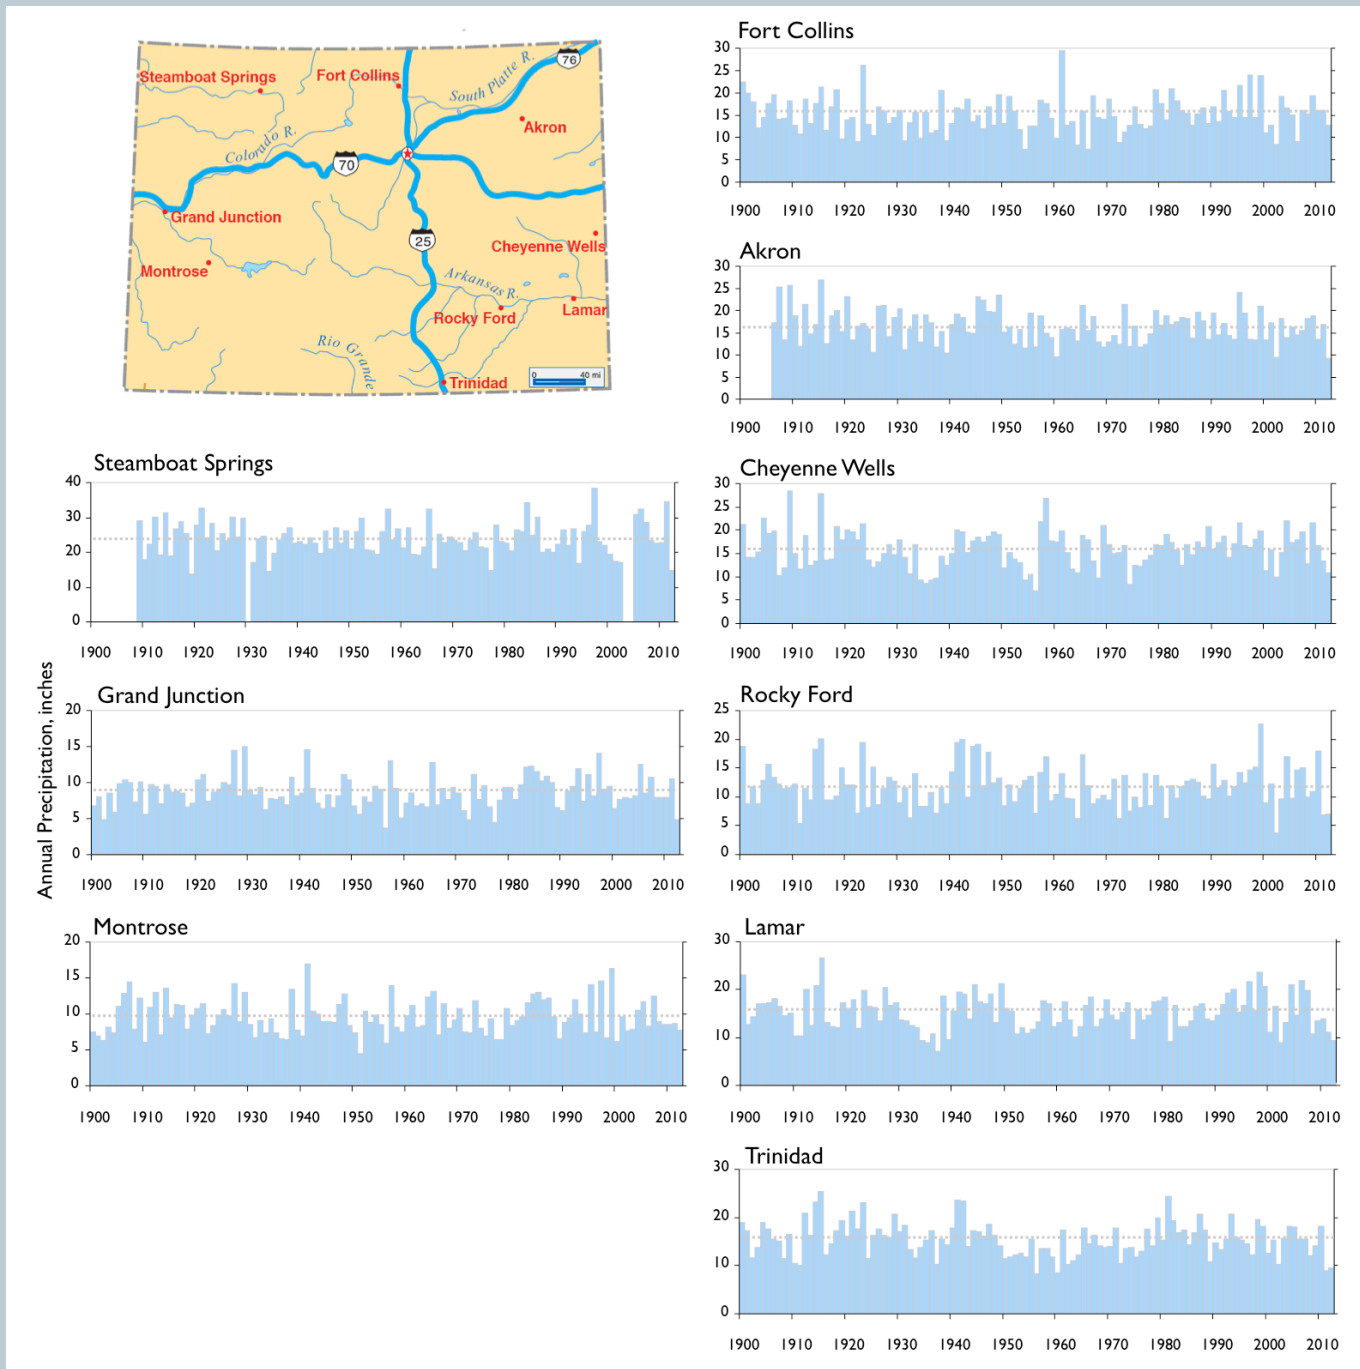 Steamboat Springs
Fort Collins
South Platte R.
76
Akron
Colorado R.
70
Grand Junction
25
Cheyenne Wells
Montrose
Arkansas R.
Rocky Ford
Lamar
Rio Grande
Trinidad
0 40 mi
Fort Collins
30
25
20
15
10
5
0
1900 1910 1920 1930 1940 1950 1960 1970 1980 1990 2000 2010
Akron
30
25
20
15
10
5
0
1900 1910 1920 1930 1940 1950 1960 1970 1980 1990 2000 2010
Steamboat Springs
40
30
20
10
0
1900 1910 1920 1930 1940 1950 1960 1970 1980 1990 2000 2010
Cheyenne Wells
30
25
20
15
10
5
0
1900 1910 1920 1930 1940 1950 1960 1970 1980 1990 2000 2010
Annual Precipitation, inches
Grand Junction
20
15
10
5
0
1900 1910 1920 1930 1940 1950 1960 1970 1980 1990 2000 2010
Rocky Ford
25
20
15
10
5
0
1900 1910 1920 1930 1940 1950 1960 1970 1980 1990 2000 2010
Montrose
20
15
10
5
0
1900 1910 1920 1930 1940 1950 1960 1970 1980 1990 2000 2010
Lamar
30
20
10
0
1900 1910 1920 1930 1940 1950 1960 1970 1980 1990 2000 2010
Trinidad
30
20
10
0
1900 1910 1920 1930 1940 1950 1960 1970 1980 1990 2000 2010